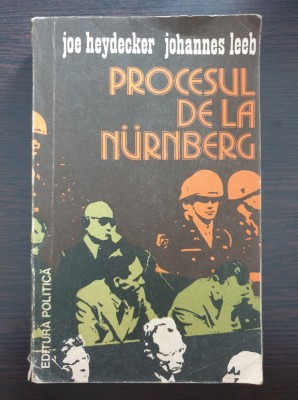 joe heydecker johannes leeb
PROCESUL
DE LA
NÜRNBERG
EDITURA POLITICĂ